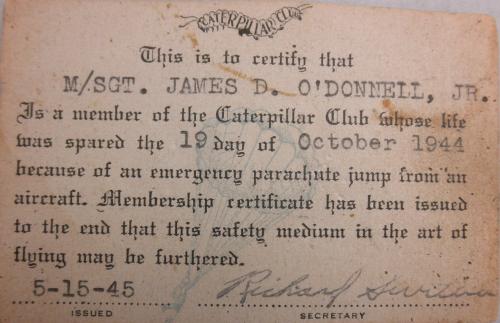 CATERPILLAR CLUB
This is to certify that
M/SGT. JAMES D. O'DONNELL, JR.
Is a member of the Caterpillar Club whose life
was spared the 19 day of October 1944
because of an emergency parachute jump from an
aircraft. Membership certificate has been issued
to the end that this safety medium in the art of
flying may be furthered.
5-15-45 Richard
ISSUED SECRETARY